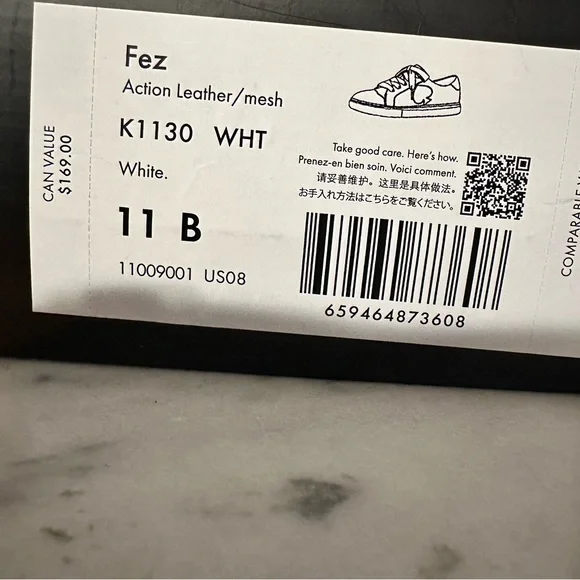 CAN VALUE
$169.00
Fez
Action Leather/mesh
K1130 WHT
White.
11 B
11009001 US08
Take good care. Here's how.
Prenez-en bien soin. Voici comment.
请妥善维护。这里是具体做法。
お手入れ方法はこちらをご覧ください。
659464873608
COMPARABLE